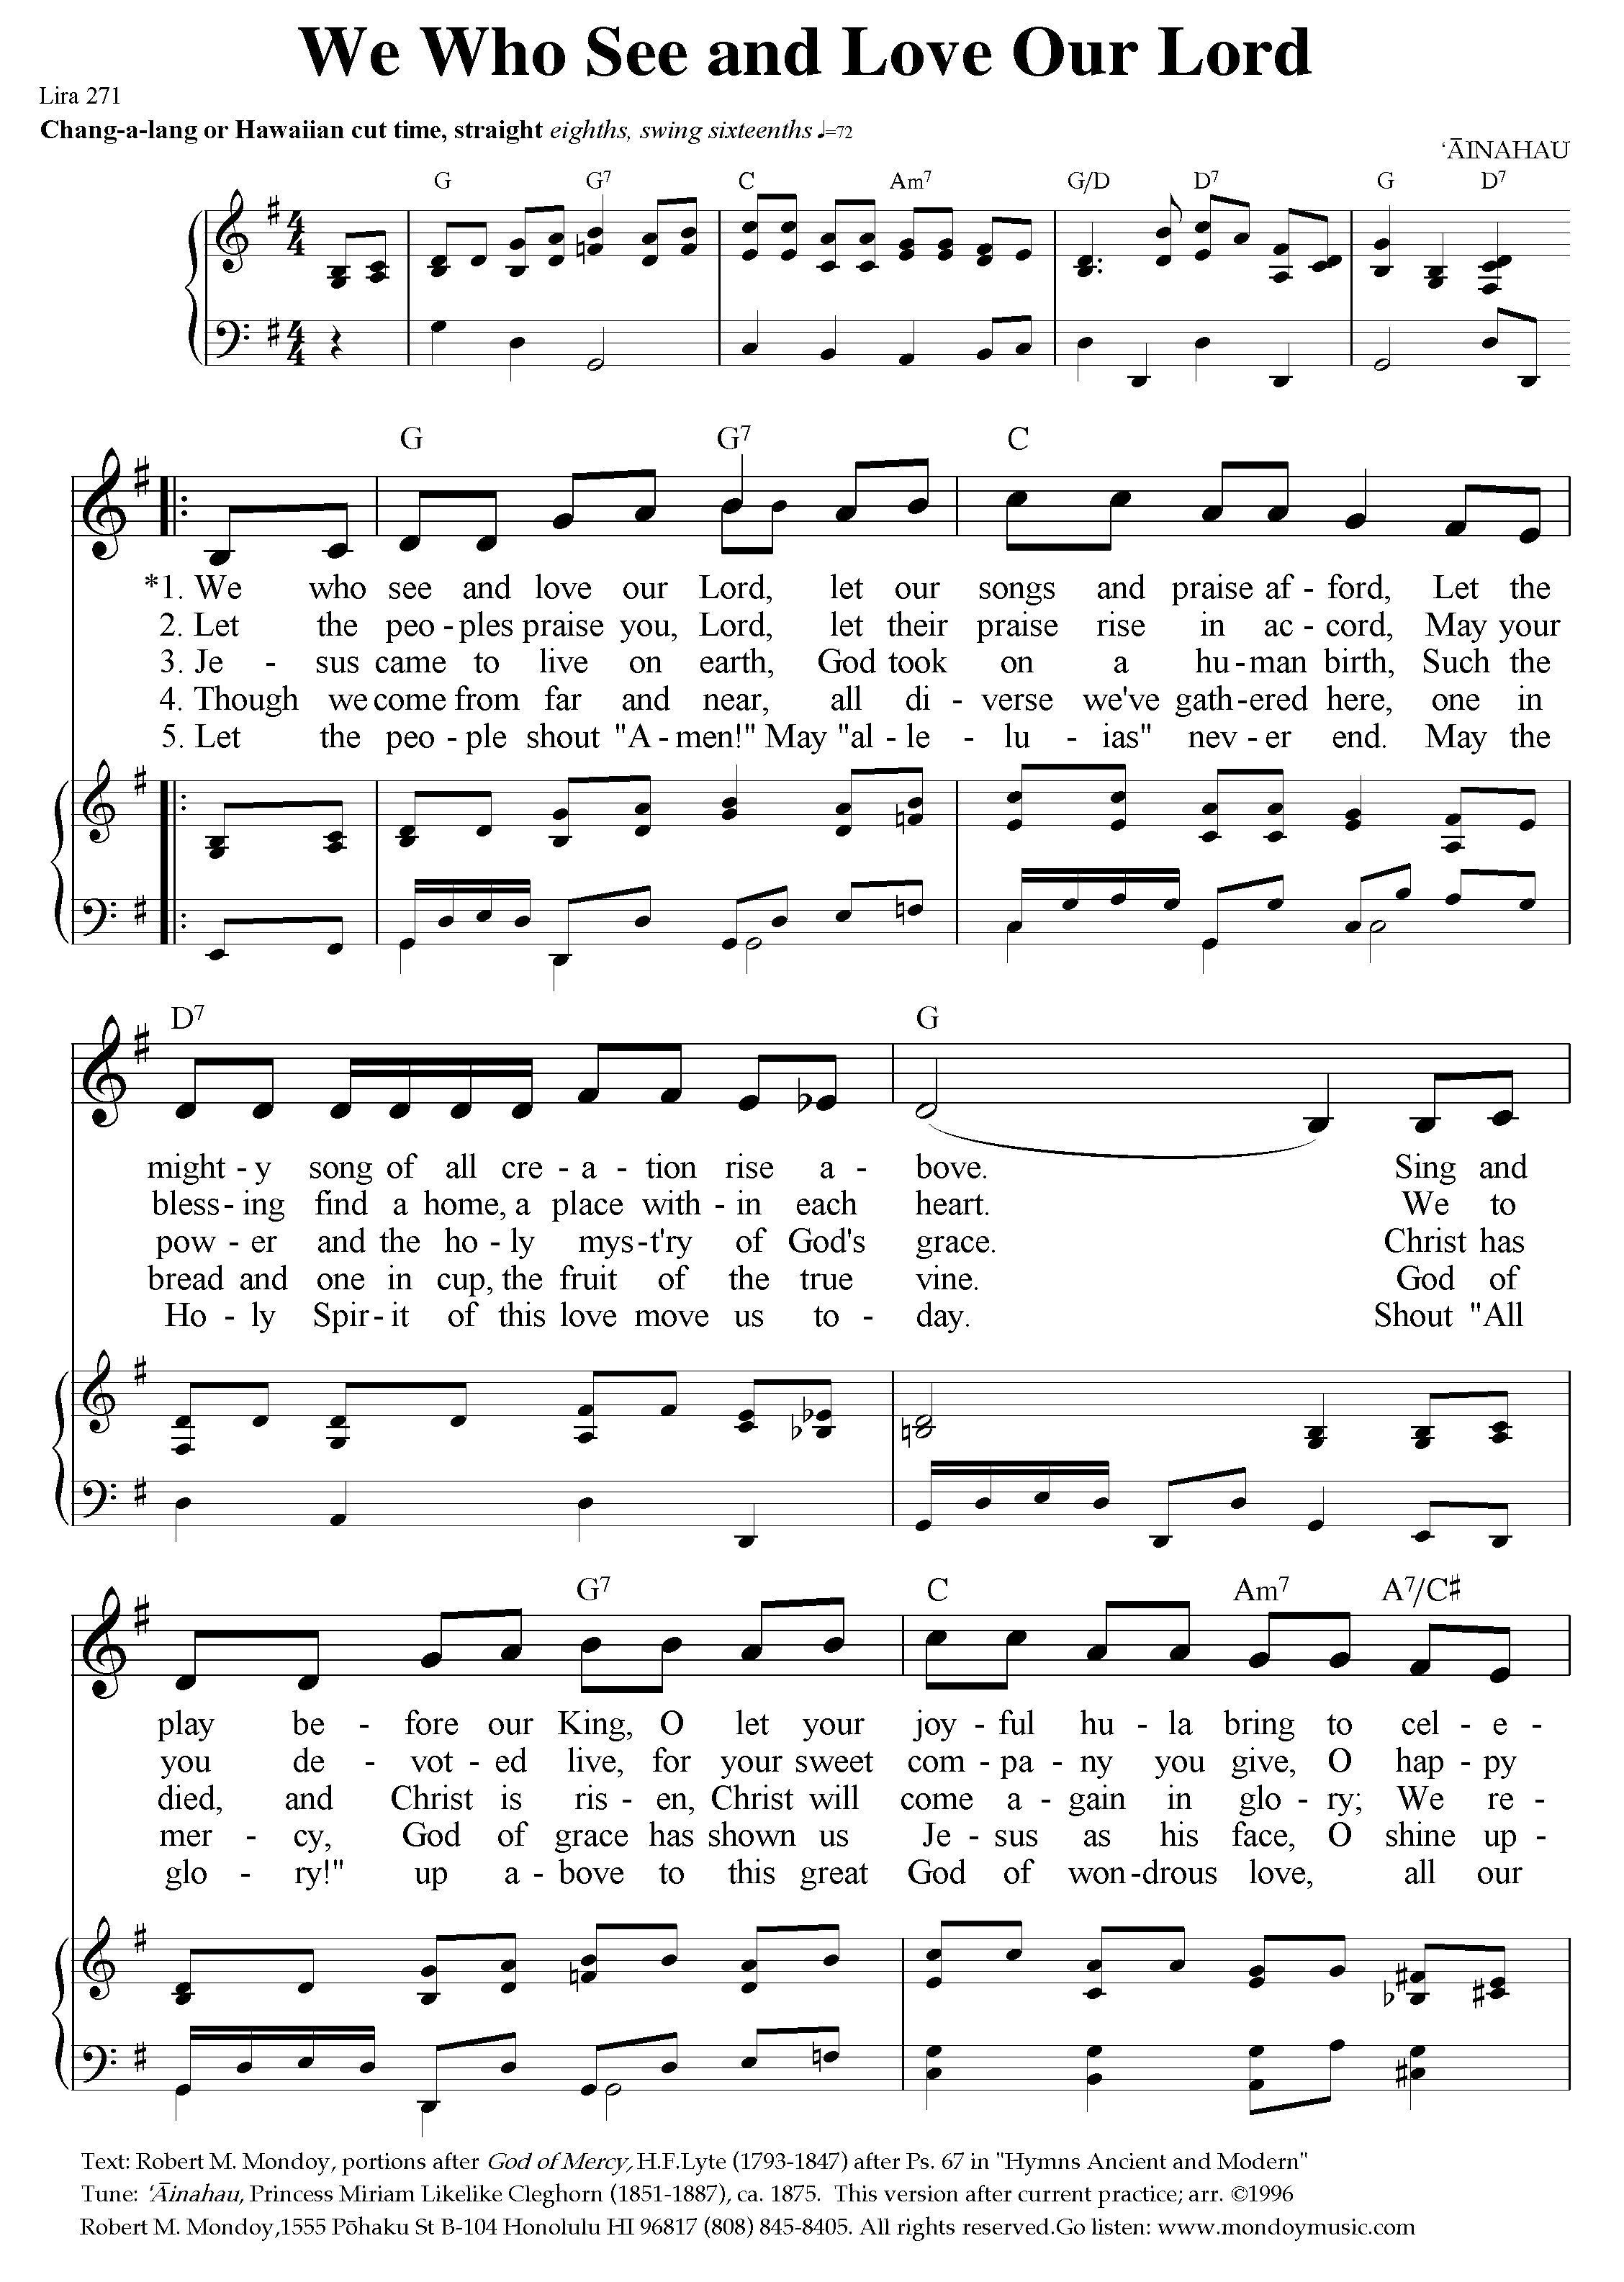 We Who See and Love Our Lord
Lira 271
Chang-a-lang or Hawaiian cut time, straight eighths, swing sixteenths ♩=72
‘ĀINAHAU
G G7 C Am7 G/D D7 G D7
G G7 C
*1. We who see and love our Lord, let our songs and praise af - ford, Let the
2. Let the peo - ples praise you, Lord, let their praise rise in ac - cord, May your
3. Je - sus came to live on earth, God took on a hu - man birth, Such the
4. Though we come from far and near, all di - verse we've gath - ered here, one in
5. Let the peo - ple shout "A - men!" May "al - le - lu - ias" nev - er end. May the
D7 G
might - y song of all cre - a - tion rise a - bove. Sing and
bless - ing find a home, a place with - in each heart. We to
pow - er and the ho - ly mys - t'ry of God's grace. Christ has
bread and one in cup, the fruit of the true vine. God of
Ho - ly Spir - it of this love move us to - day. Shout "All
G7 C Am7 A7/C♯
play be - fore our King, O let your joy - ful hu - la bring to cel - e -
you de - vot - ed live, for your sweet com - pa - ny you give, O hap - py
died, and Christ is ris - en, Christ will come a - gain in glo - ry; We re -
mer - cy, God of grace has shown us Je - sus as his face, O shine up -
glo - ry!" up a - bove to this great God of won - drous love, all our
Text: Robert M. Mondoy, portions after God of Mercy, H.F.Lyte (1793-1847) after Ps. 67 in "Hymns Ancient and Modern"
Tune: ‘Āinahau, Princess Miriam Likelike Cleghorn (1851-1887), ca. 1875. This version after current practice; arr. ©1996
Robert M. Mondoy,1555 Pōhaku St B-104 Honolulu HI 96817 (808) 845-8405. All rights reserved.Go listen: www.mondoymusic.com